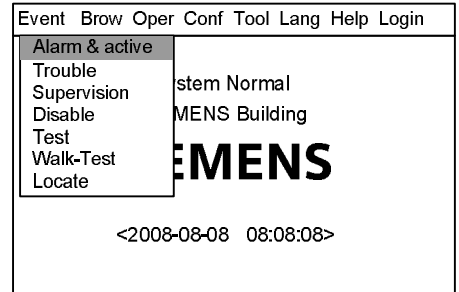 Event Brow Oper Conf Tool Lang Help Login
Alarm & active
Trouble
Supervision
Disable
Test
Walk-Test
Locate
stem Normal
MENS Building
EMENS
<2008-08-08 08:08:08>